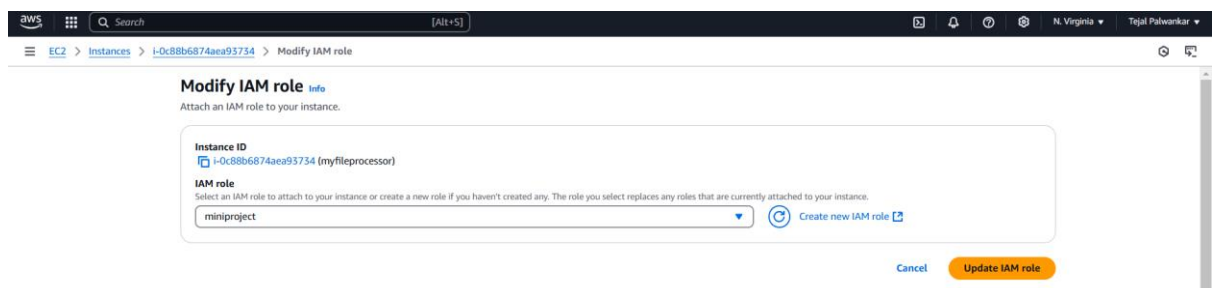 aws Search [Alt+S] N. Virginia Tejal Palwankar
EC2 > Instances > i-0c88b6874aea93734 > Modify IAM role
Modify IAM role Info
Attach an IAM role to your instance.
Instance ID
i-0c88b6874aea93734 (myfileprocessor)
IAM role
Select an IAM role to attach to your instance or create a new role if you haven't created any. The role you select replaces any roles that are currently attached to your instance.
miniproject Create new IAM role
Cancel Update IAM role